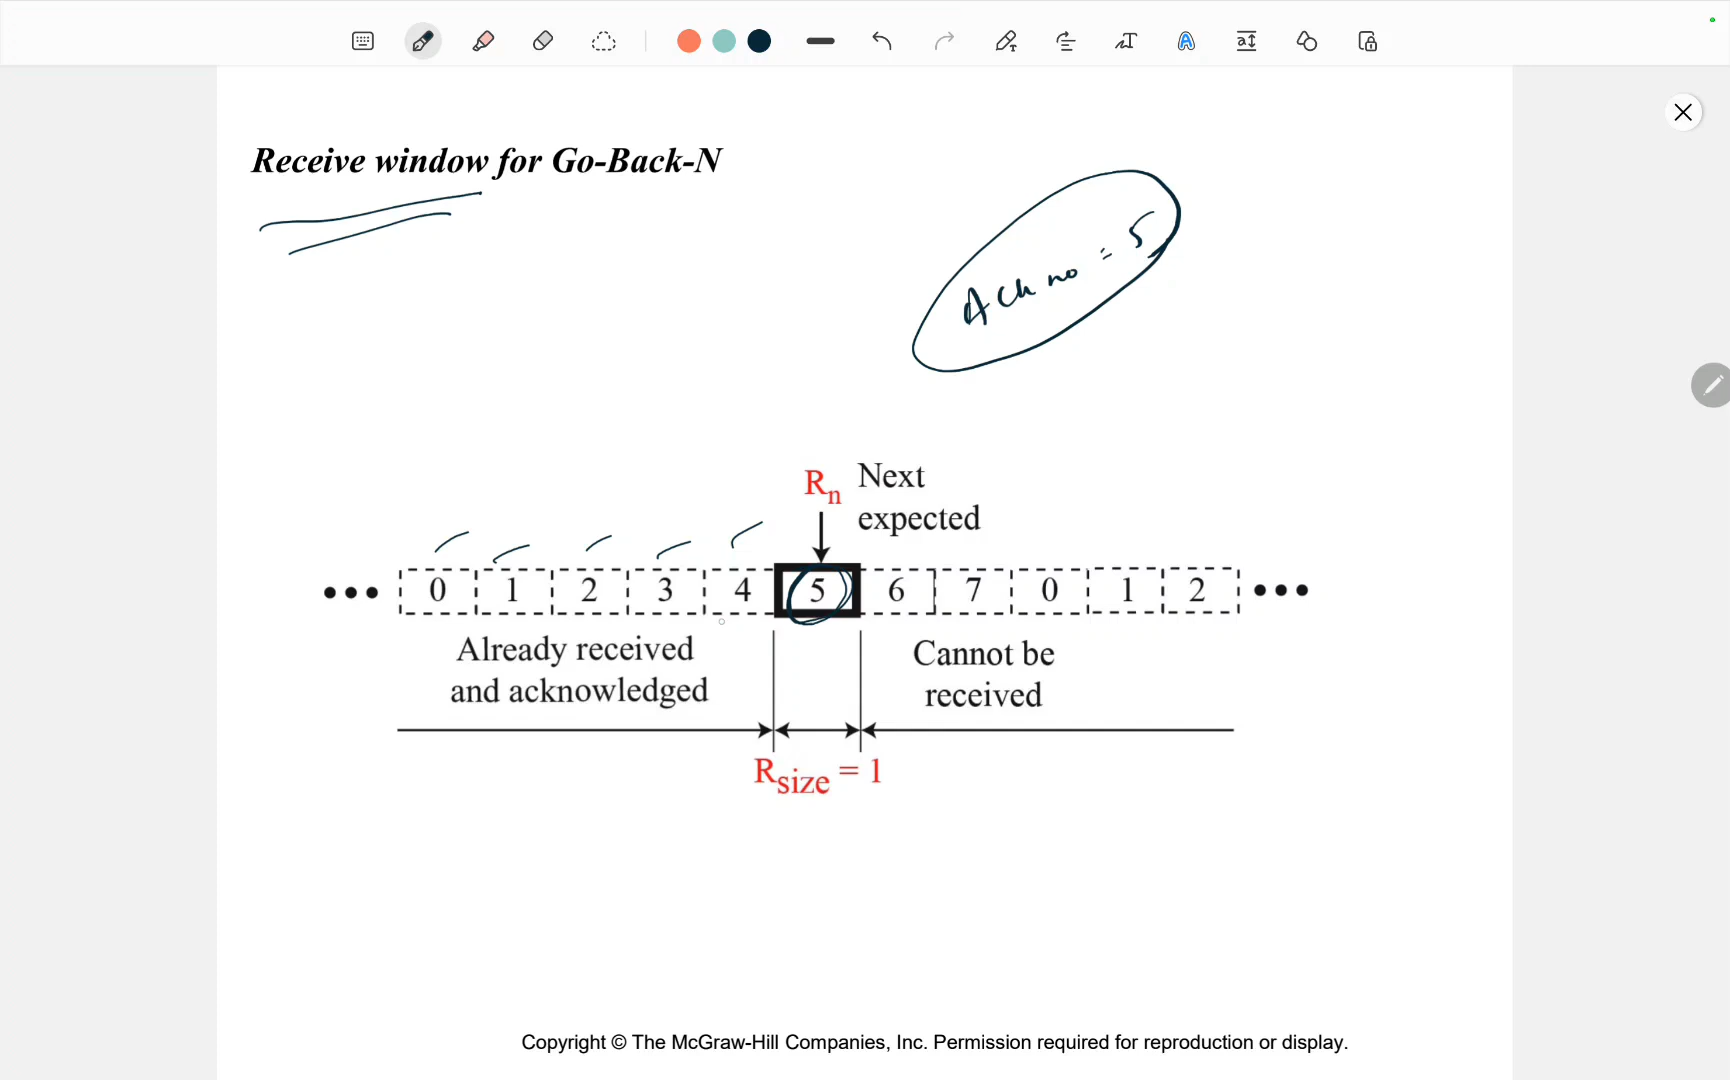 Receive window for Go-Back-N
Ack no = 5
Rn Next
expected
••• 0 1 2 3 4 5 6 7 0 1 2 •••
Already received
and acknowledged
Cannot be
received
Rsize = 1
Copyright © The McGraw-Hill Companies, Inc. Permission required for reproduction or display.